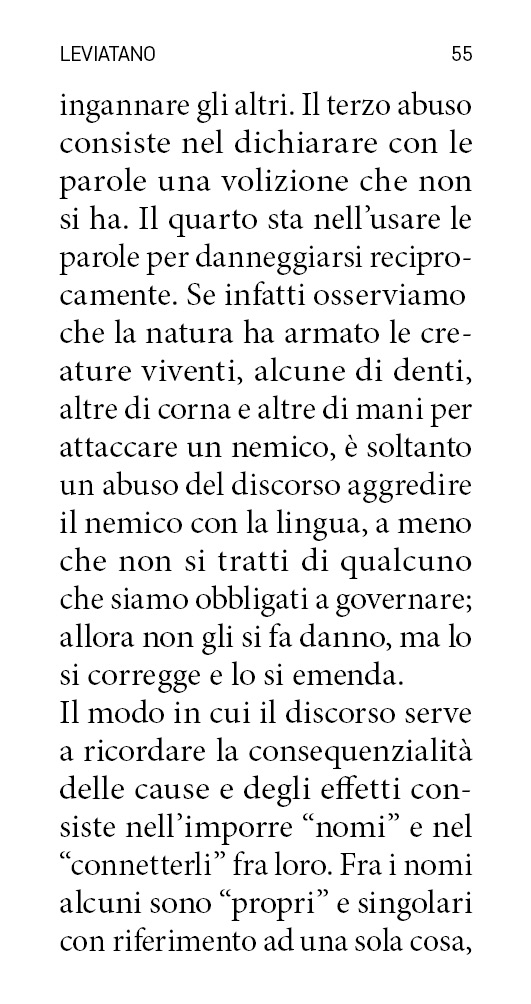 LEVIATANO 55
ingannare gli altri. Il terzo abuso
consiste nel dichiarare con le
parole una volizione che non
si ha. Il quarto sta nell’usare le
parole per danneggiarsi recipro-
camente. Se infatti osserviamo
che la natura ha armato le cre-
ature viventi, alcune di denti,
altre di corna e altre di mani per
attaccare un nemico, è soltanto
un abuso del discorso aggredire
il nemico con la lingua, a meno
che non si tratti di qualcuno
che siamo obbligati a governare;
allora non gli si fa danno, ma lo
si corregge e lo si emenda.
Il modo in cui il discorso serve
a ricordare la consequenzialità
delle cause e degli effetti con-
siste nell’imporre “nomi” e nel
“connetterli” fra loro. Fra i nomi
alcuni sono “propri” e singolari
con riferimento ad una sola cosa,